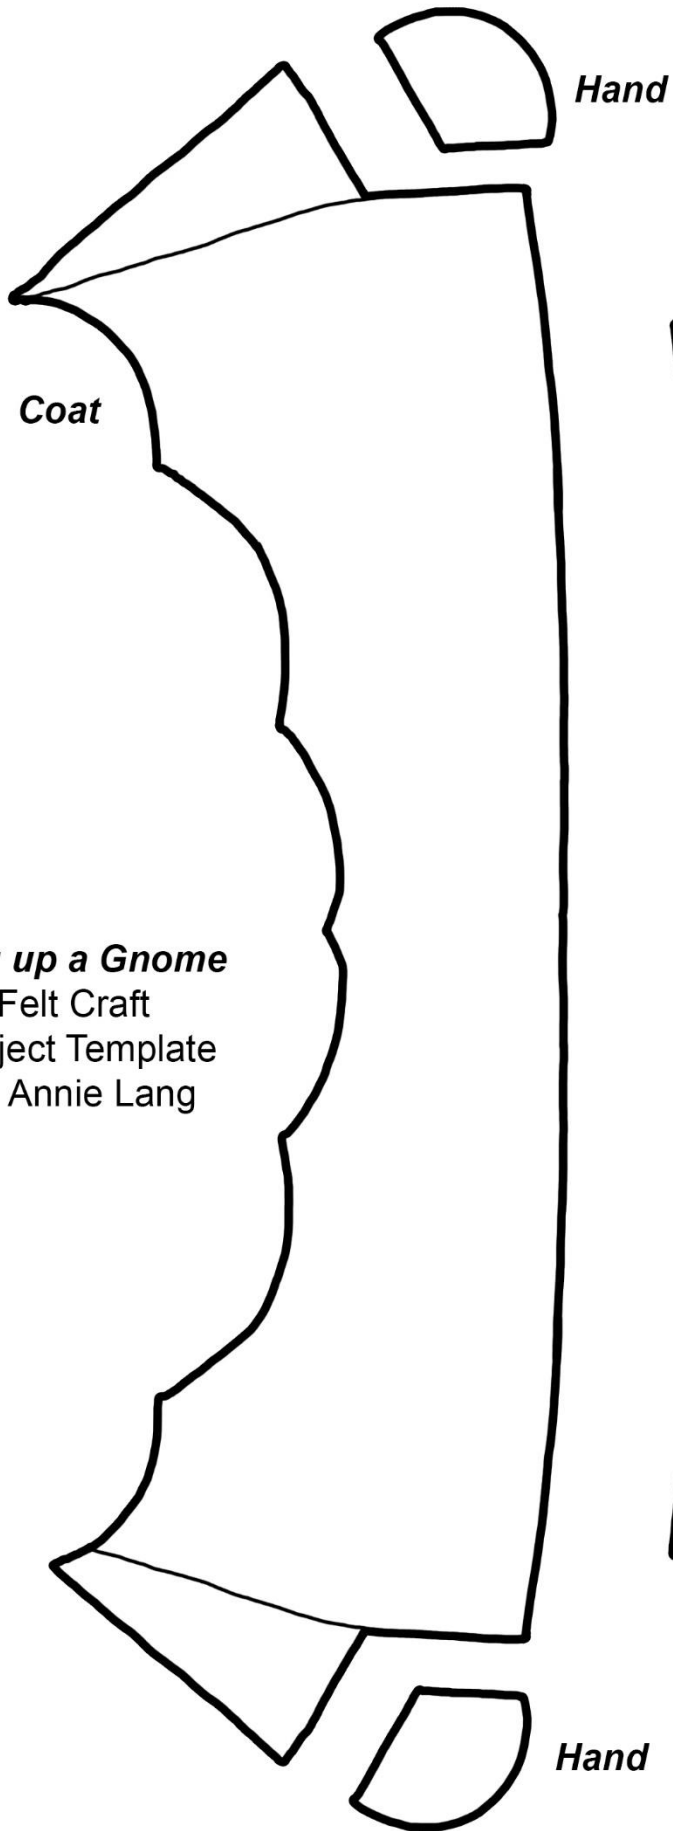 Hand
Coat
up a Gnome
Felt Craft
ject Template
Annie Lang
Hand